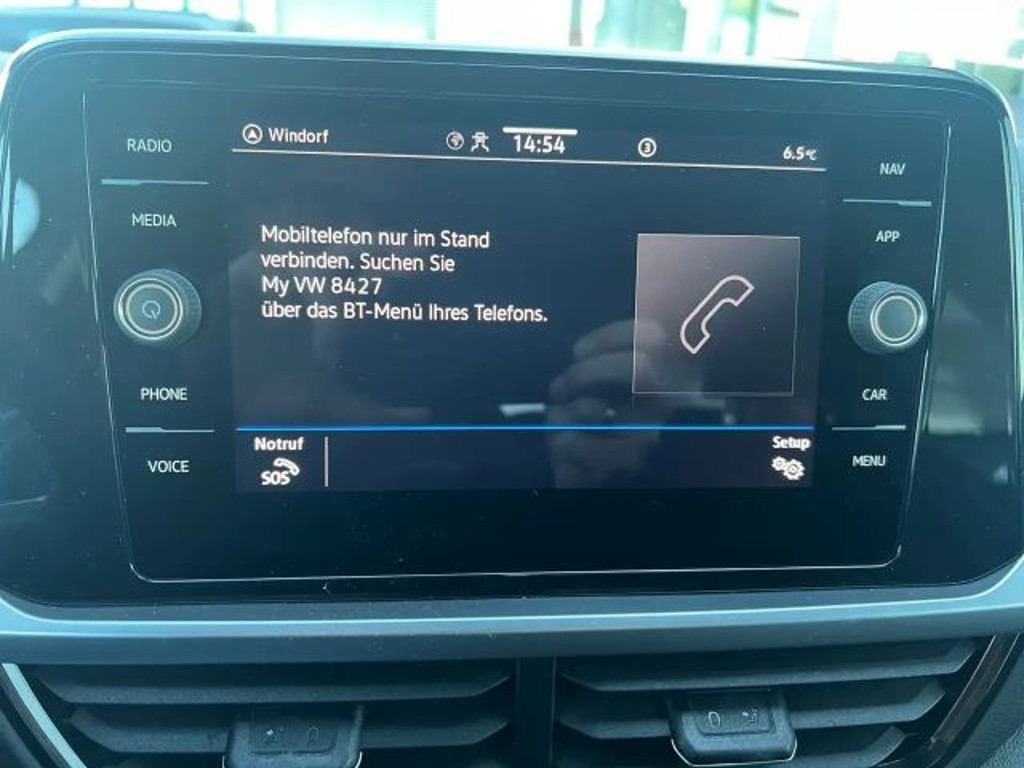 RADIO
MEDIA
PHONE
VOICE
Windorf
14:54
3
6.5°C
Mobiltelefon nur im Stand
verbinden. Suchen Sie
My VW 8427
über das BT-Menü Ihres Telefons.
Notruf
SOS
Setup
NAV
APP
CAR
MENU